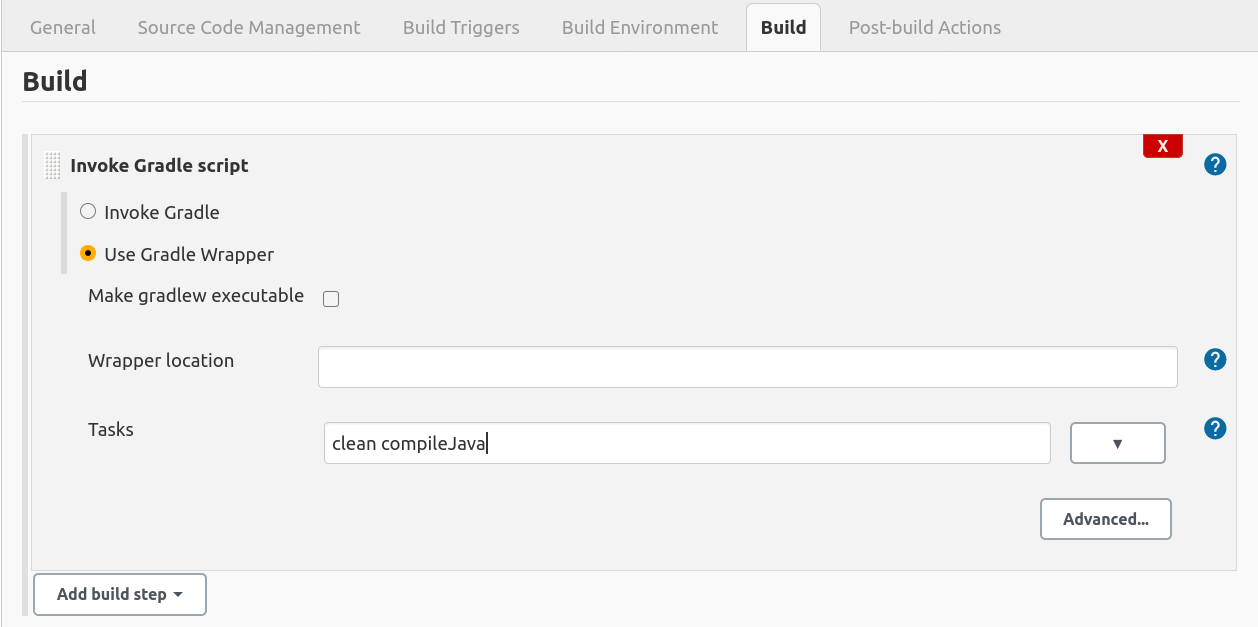 General Source Code Management Build Triggers Build Environment Build Post-build Actions
Build
X
Invoke Gradle script ?
Invoke Gradle
Use Gradle Wrapper
Make gradlew executable
Wrapper location ?
Tasks clean compileJava ▼ ?
Advanced...
Add build step